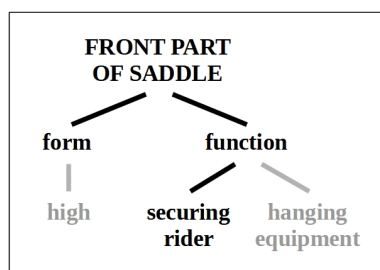 FRONT PART
OF SADDLE
form
function
high
securing
rider
hanging
equipment